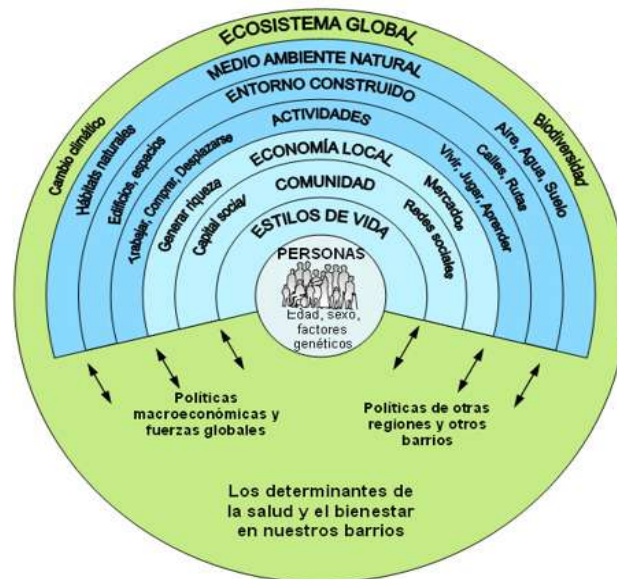 ECOSISTEMA GLOBAL
Cambio climático
Biodiversidad
MEDIO AMBIENTE NATURAL
Hábitats naturales
Aire, Agua, Suelo
ENTORNO CONSTRUIDO
Edificios, espacios
Calles, Rutas
ACTIVIDADES
Trabajar, Comprar, Desplazarse
Vivir, Jugar, Aprender
ECONOMÍA LOCAL
Generar riqueza
Mercados
COMUNIDAD
Capital social
Redes sociales
ESTILOS DE VIDA
PERSONAS
Edad, sexo,
factores
genéticos
Políticas
macroeconómicas y
fuerzas globales
Políticas de otras
regiones y otros
barrios
Los determinantes de
la salud y el bienestar
en nuestros barrios